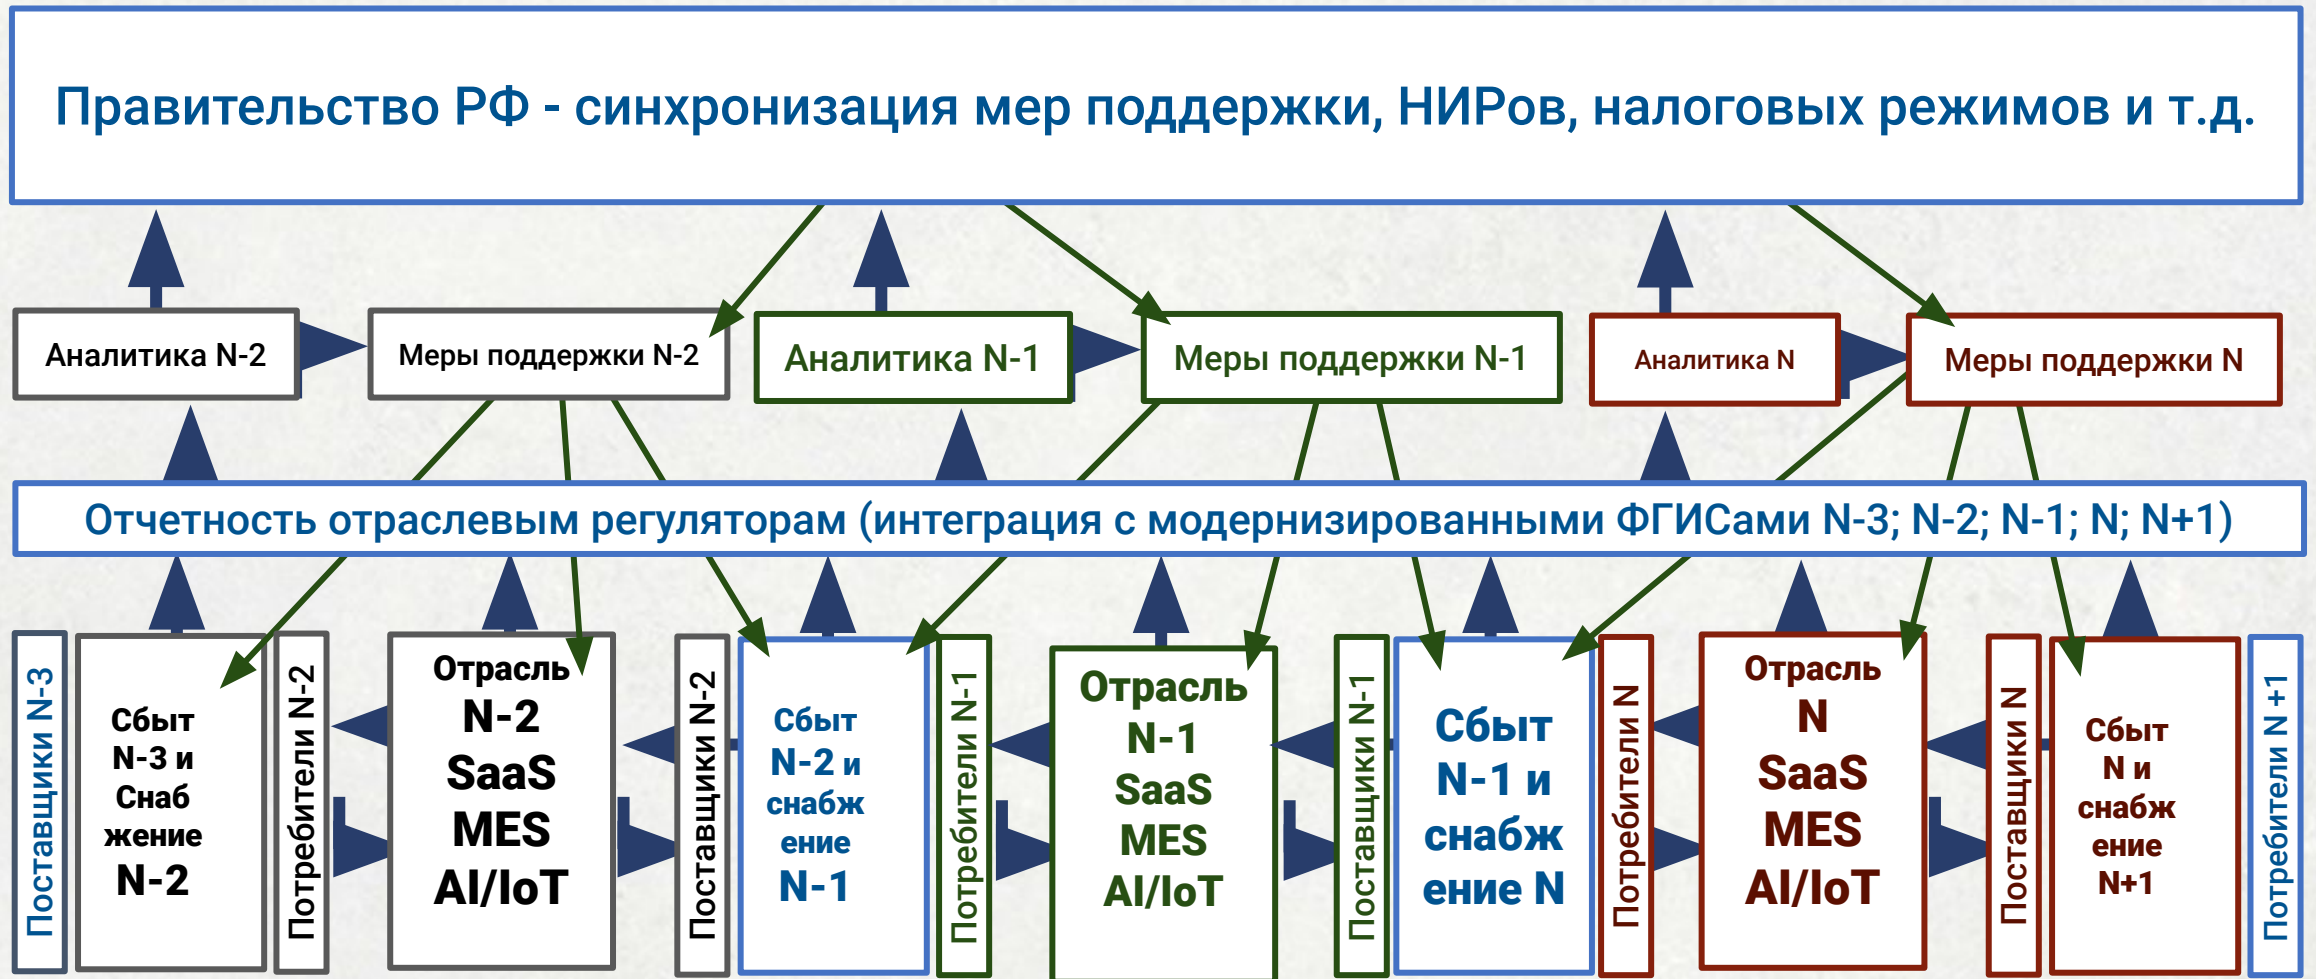 Правительство РФ - синхронизация мер поддержки, НИРов, налоговых режимов и т.д.
Аналитика N-2
Меры поддержки N-2
Аналитика N-1
Меры поддержки N-1
Аналитика N
Меры поддержки N
Отчетность отраслевым регуляторам (интеграция с модернизированными ФГИСами N-3; N-2; N-1; N; N+1)
Поставщики N-3
Сбыт
N-3 и
Снаб
жение
N-2
Потребители N-2
Отрасль
N-2
SaaS
MES
AI/IoT
Поставщики N-2
Сбыт
N-2 и
снабж
ение
N-1
Потребители N-1
Отрасль
N-1
SaaS
MES
AI/IoT
Поставщики N-1
Сбыт
N-1 и
снабж
ение N
Потребители N
Отрасль
N
SaaS
MES
AI/IoT
Поставщики N
Сбыт
N и
снабж
ение
N+1
Потребители N +1